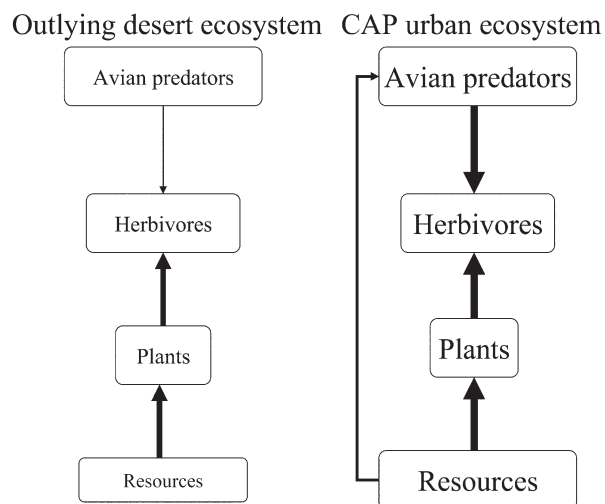 Outlying desert ecosystem
Avian predators
Herbivores
Plants
Resources
CAP urban ecosystem
Avian predators
Herbivores
Plants
Resources